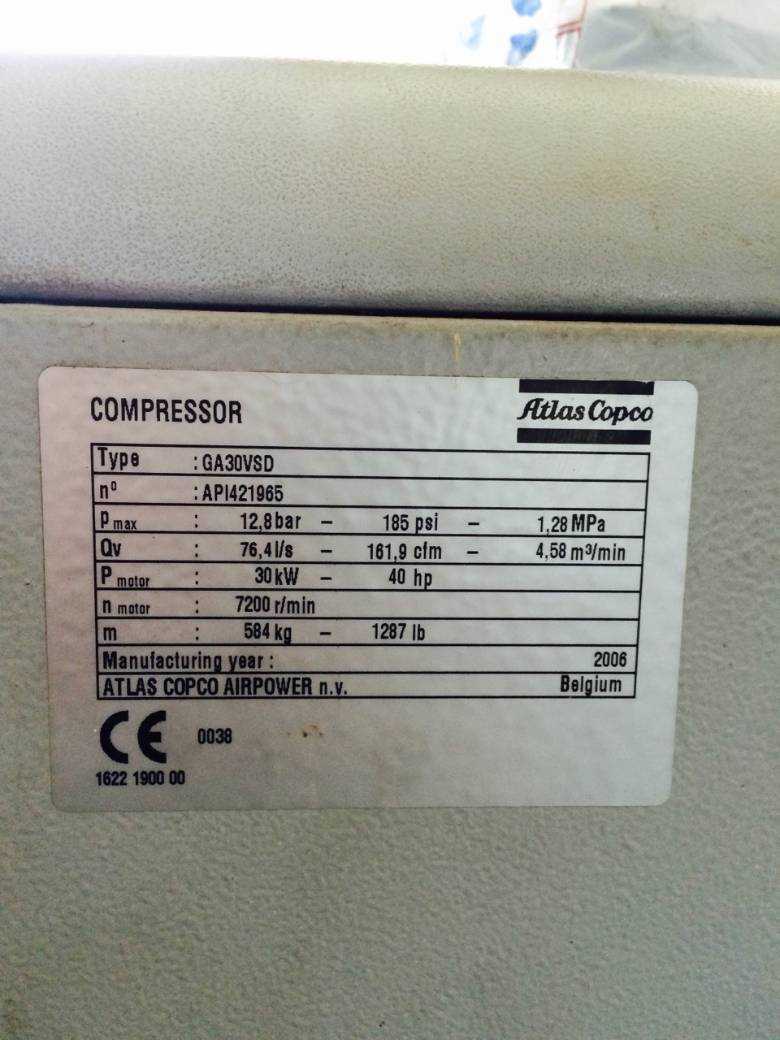 COMPRESSOR
Atlas Copco
Type : GA30VSD
nº : API421965
P max : 12,8 bar – 185 psi – 1,28 MPa
Qv : 76,4 l/s – 161,9 cfm – 4,58 m³/min
P motor : 30 kW – 40 hp
n motor : 7200 r/min
m : 584 kg – 1287 lb
Manufacturing year : 2006
ATLAS COPCO AIRPOWER n.v. Belgium
CE 0038
1622 1900 00